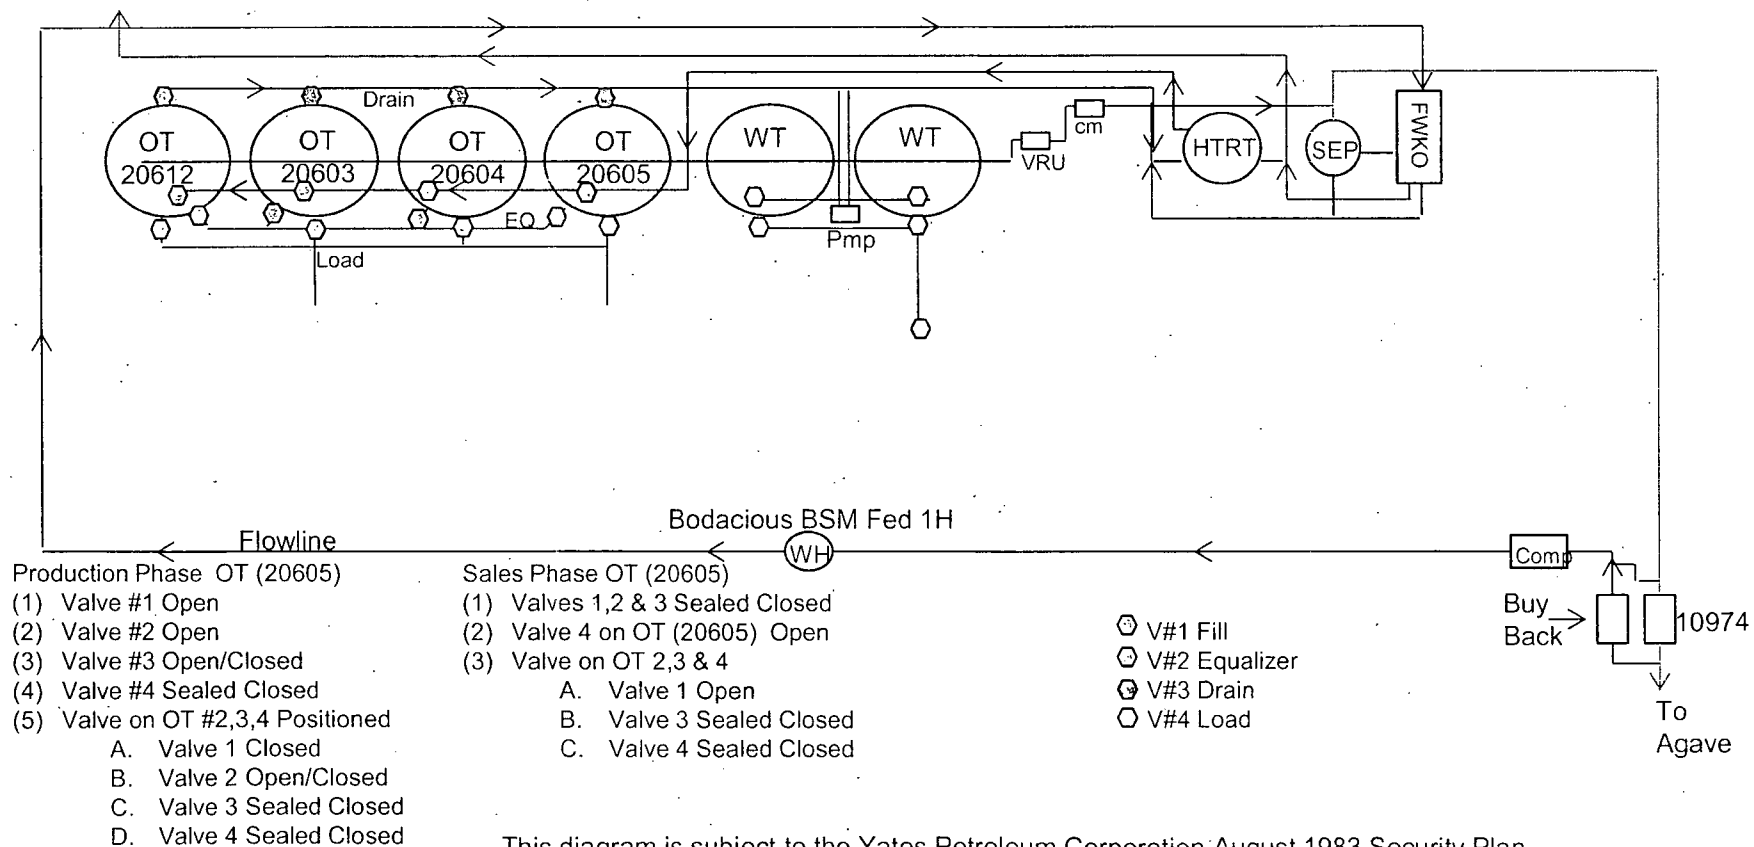 Drain
OT
20612
OT
20603
OT
20604
OT
20605
WT
WT
VRU
cm
HTRT
SEP
FWKO
EQ
Load
Pmp
Bodacious BSM Fed 1H
Flowline
WH
Comp
Buy
Back
10974
To
Agave
Production Phase OT (20605)
(1) Valve #1 Open
(2) Valve #2 Open
(3) Valve #3 Open/Closed
(4) Valve #4 Sealed Closed
(5) Valve on OT #2,3,4 Positioned
A. Valve 1 Closed
B. Valve 2 Open/Closed
C. Valve 3 Sealed Closed
D. Valve 4 Sealed Closed
Sales Phase OT (20605)
(1) Valves 1,2 & 3 Sealed Closed
(2) Valve 4 on OT (20605) Open
(3) Valve on OT 2,3 & 4
A. Valve 1 Open
B. Valve 3 Sealed Closed
C. Valve 4 Sealed Closed
V#1 Fill
V#2 Equalizer
V#3 Drain
V#4 Load
This diagram is subject to the Yates Petroleum Corporation August 1983 Security Plan